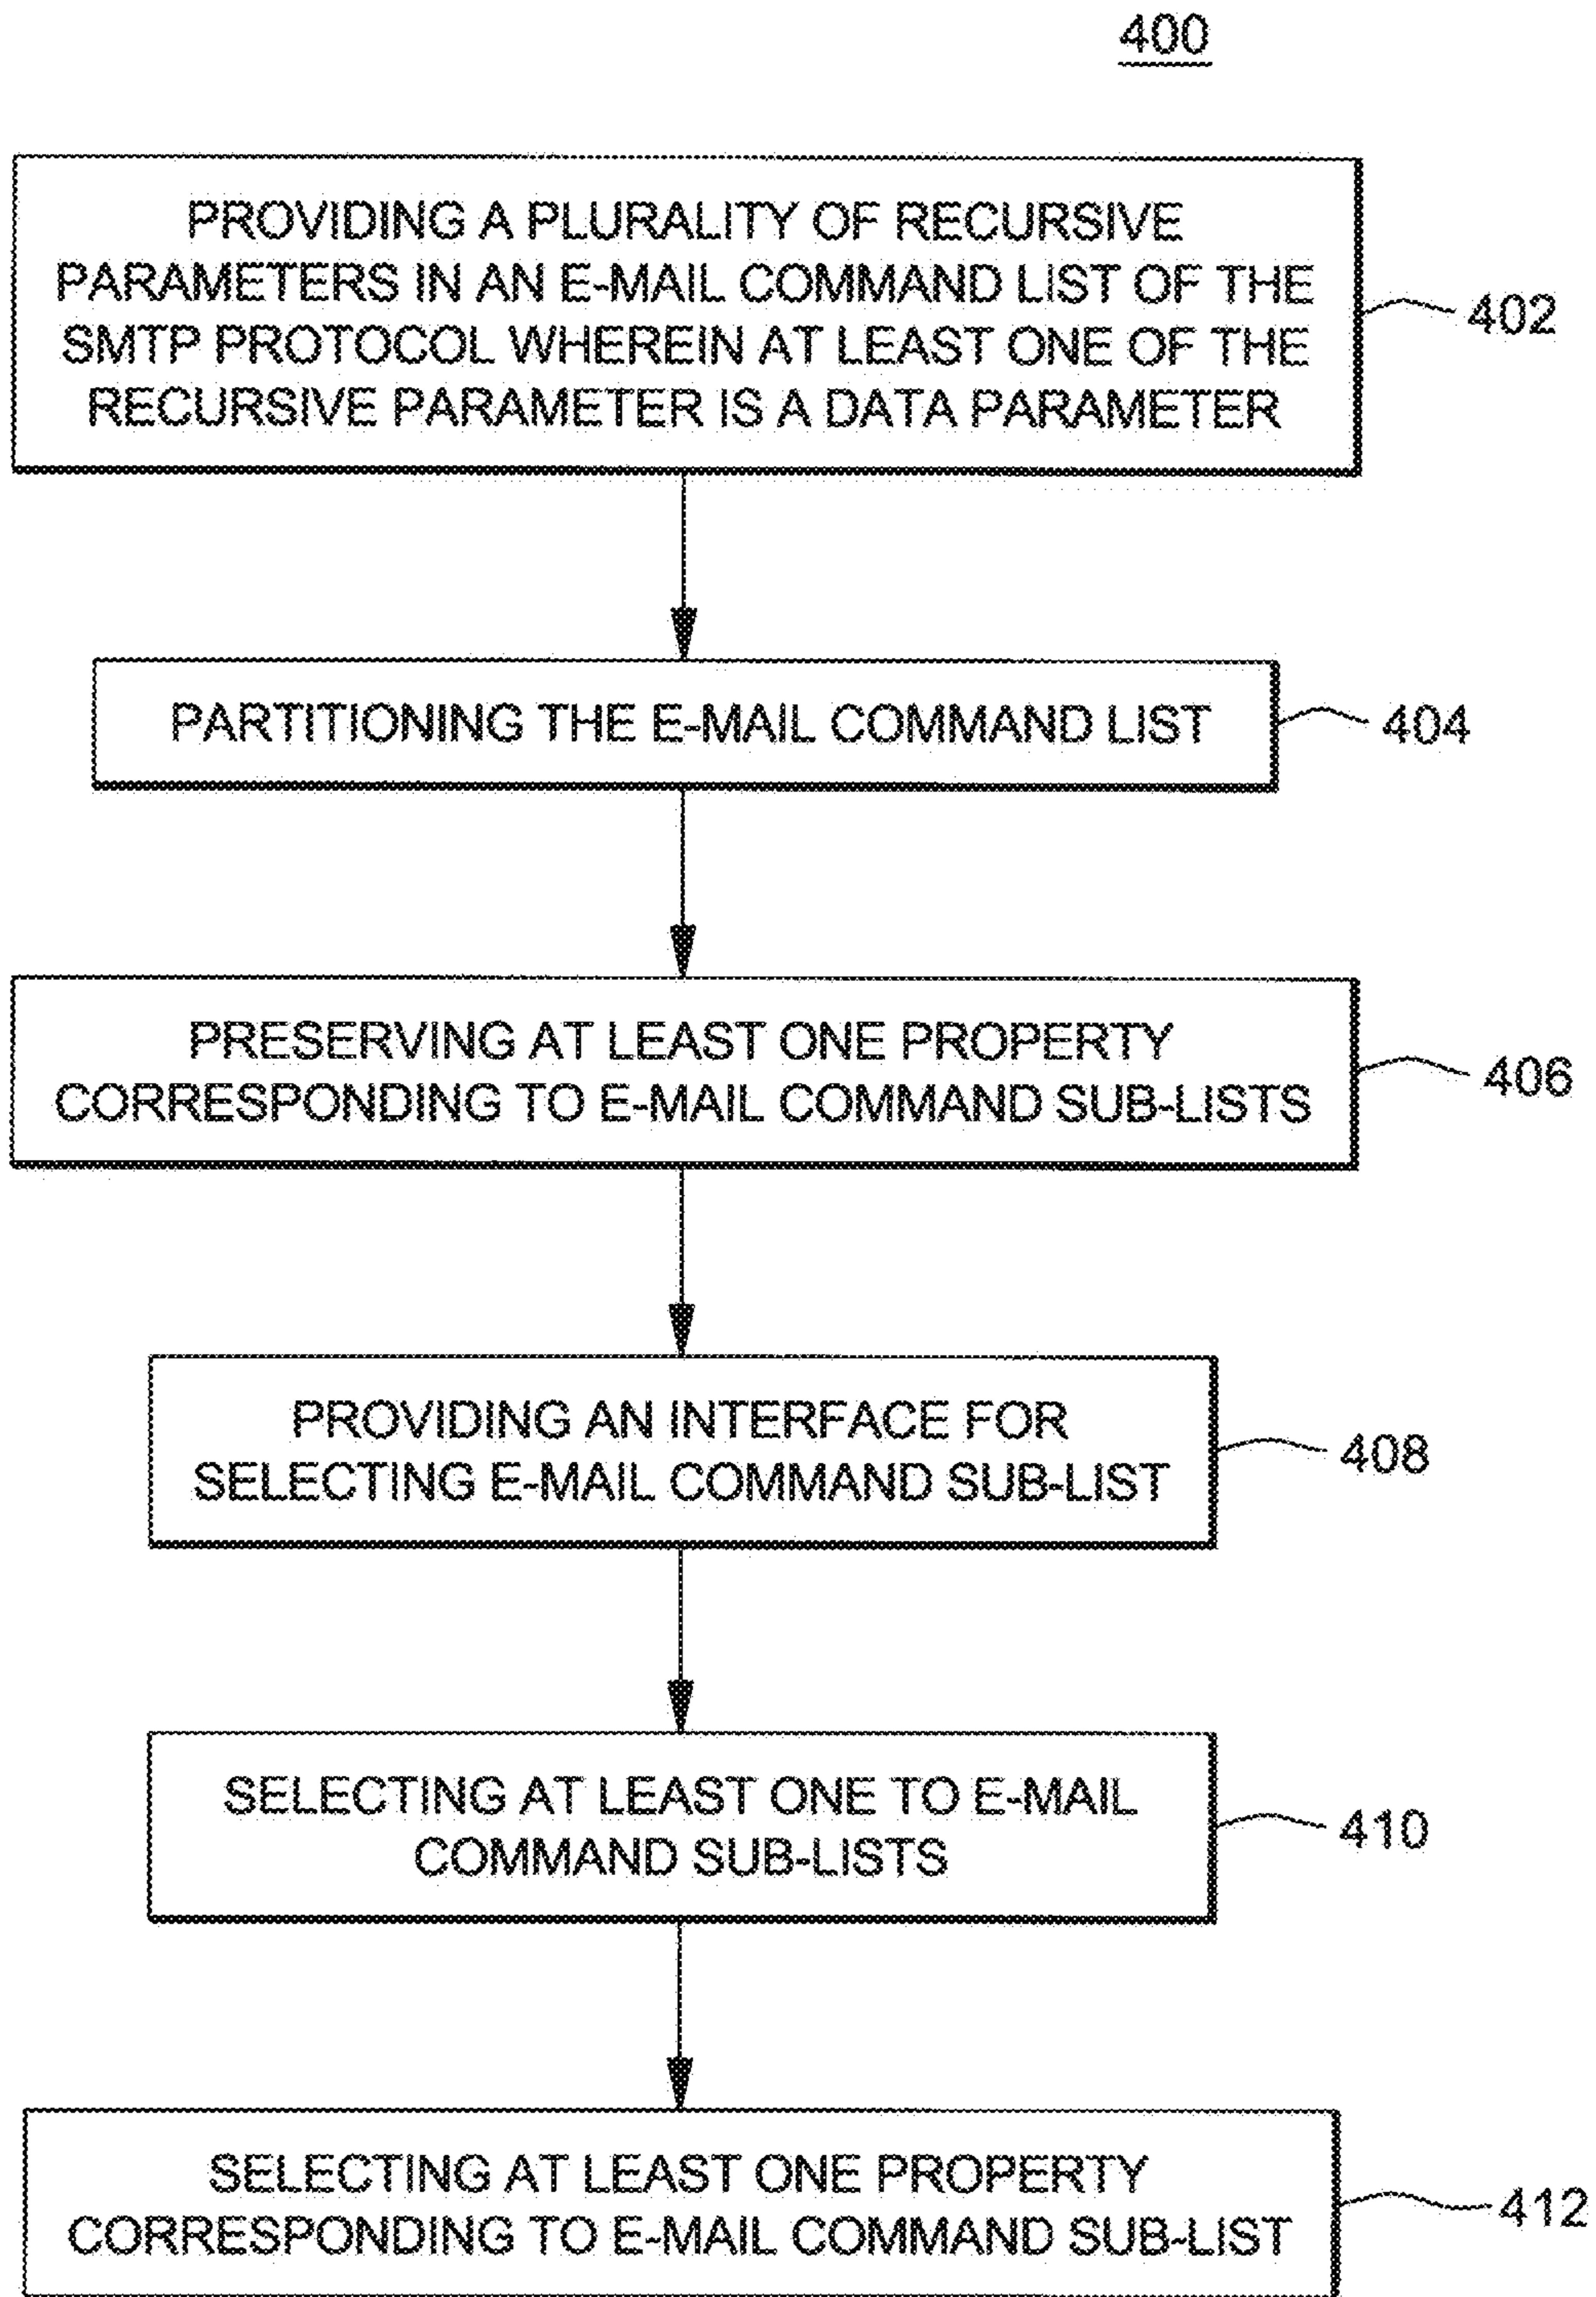 400
PROVIDING A PLURALITY OF RECURSIVE
PARAMETERS IN AN E-MAIL COMMAND LIST OF THE
SMTP PROTOCOL WHEREIN AT LEAST ONE OF THE
RECURSIVE PARAMETER IS A DATA PARAMETER
402
PARTITIONING THE E-MAIL COMMAND LIST
404
PRESERVING AT LEAST ONE PROPERTY
CORRESPONDING TO E-MAIL COMMAND SUB-LISTS
406
PROVIDING AN INTERFACE FOR
SELECTING E-MAIL COMMAND SUB-LIST
408
SELECTING AT LEAST ONE TO E-MAIL
COMMAND SUB-LISTS
410
SELECTING AT LEAST ONE PROPERTY
CORRESPONDING TO E-MAIL COMMAND SUB-LIST
412